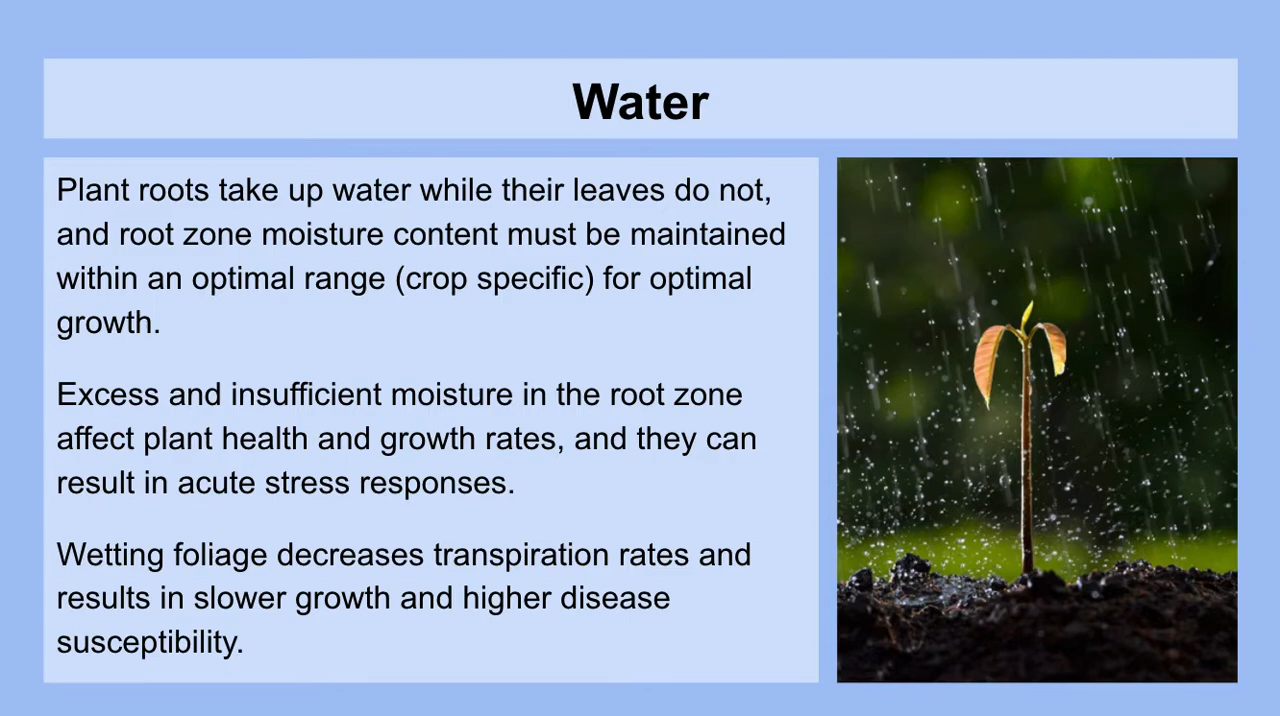 Water
Plant roots take up water while their leaves do not,
and root zone moisture content must be maintained
within an optimal range (crop specific) for optimal
growth.
Excess and insufficient moisture in the root zone
affect plant health and growth rates, and they can
result in acute stress responses.
Wetting foliage decreases transpiration rates and
results in slower growth and higher disease
susceptibility.